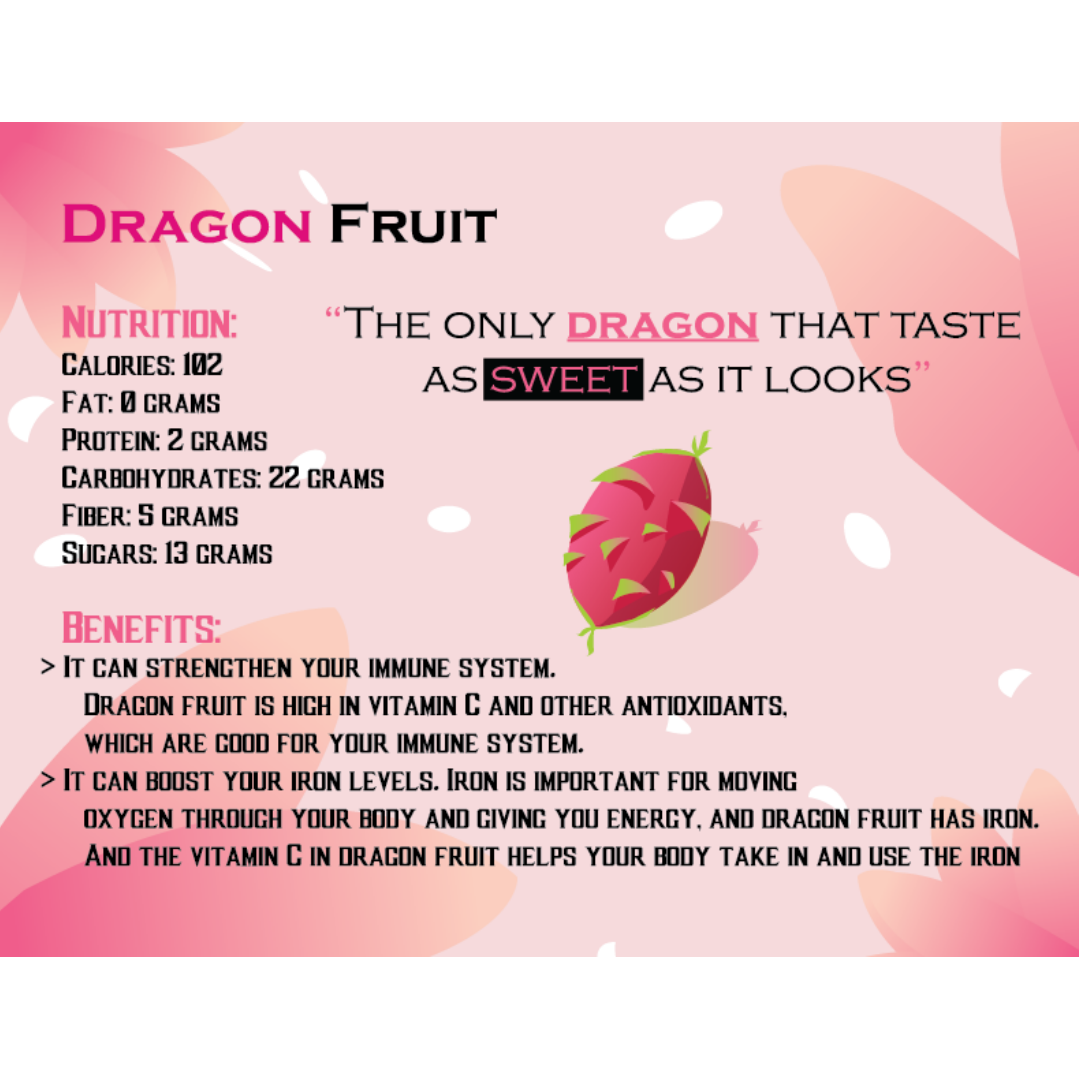 Dragon Fruit
Nutrition:
Calories: 102
Fat: 0 grams
Protein: 2 grams
Carbohydrates: 22 grams
Fiber: 5 grams
Sugars: 13 grams
“The only dragon that taste
as sweet as it looks”
Benefits:
> It can strengthen your immune system.
Dragon fruit is high in vitamin C and other antioxidants,
which are good for your immune system.
> It can boost your iron levels. Iron is important for moving
oxygen through your body and giving you energy, and dragon fruit has iron.
And the vitamin C in dragon fruit helps your body take in and use the iron